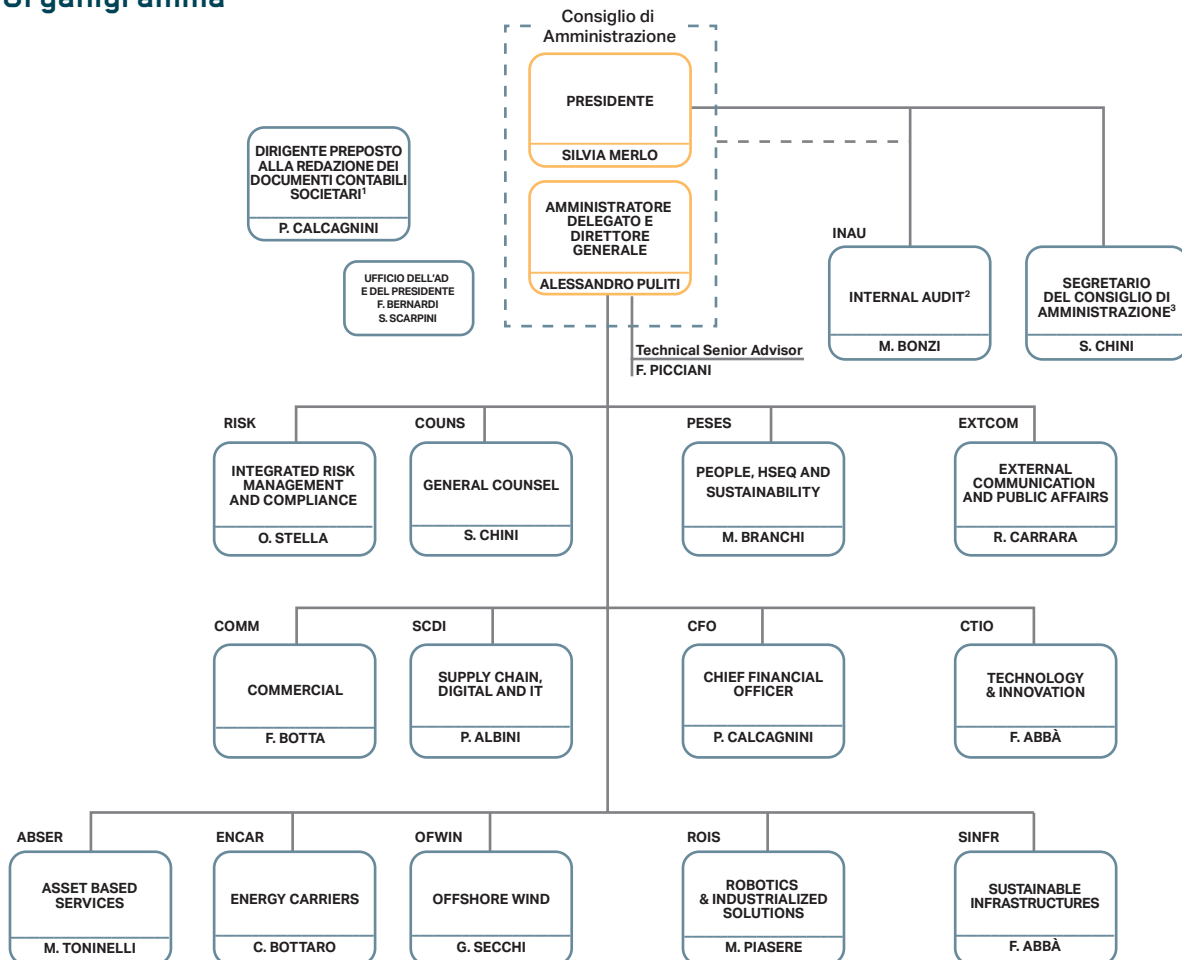 Organigramma
Consiglio di
Amministrazione
PRESIDENTE
SILVIA MERLO
DIRIGENTE PREPOSTO
ALLA REDAZIONE DEI
DOCUMENTI CONTABILI
SOCIETARI¹
P. CALCAGNINI
AMMINISTRATORE
DELEGATO E
DIRETTORE
GENERALE
ALESSANDRO PULITI
UFFICIO DELL'AD
E DEL PRESIDENTE
F. BERNARDI
S. SCARPINI
INAU
INTERNAL AUDIT²
M. BONZI
SEGRETARIO
DEL CONSIGLIO DI
AMMINISTRAZIONE³
S. CHINI
Technical Senior Advisor
F. PICCIANI
RISK
INTEGRATED RISK
MANAGEMENT
AND COMPLIANCE
O. STELLA
COUNS
GENERAL COUNSEL
S. CHINI
PESES
PEOPLE, HSEQ AND
SUSTAINABILITY
M. BRANCHI
EXTCOM
EXTERNAL
COMMUNICATION
AND PUBLIC AFFAIRS
R. CARRARA
COMM
COMMERCIAL
F. BOTTA
SCDI
SUPPLY CHAIN,
DIGITAL AND IT
P. ALBINI
CFO
CHIEF FINANCIAL
OFFICER
P. CALCAGNINI
CTIO
TECHNOLOGY
& INNOVATION
F. ABBÀ
ABSER
ASSET BASED
SERVICES
M. TONINELLI
ENCAR
ENERGY CARRIERS
C. BOTTARO
OFWIN
OFFSHORE WIND
G. SECCHI
ROIS
ROBOTICS
& INDUSTRIALIZED
SOLUTIONS
M. PIASERE
SINFR
SUSTAINABLE
INFRASTRUCTURES
F. ABBÀ